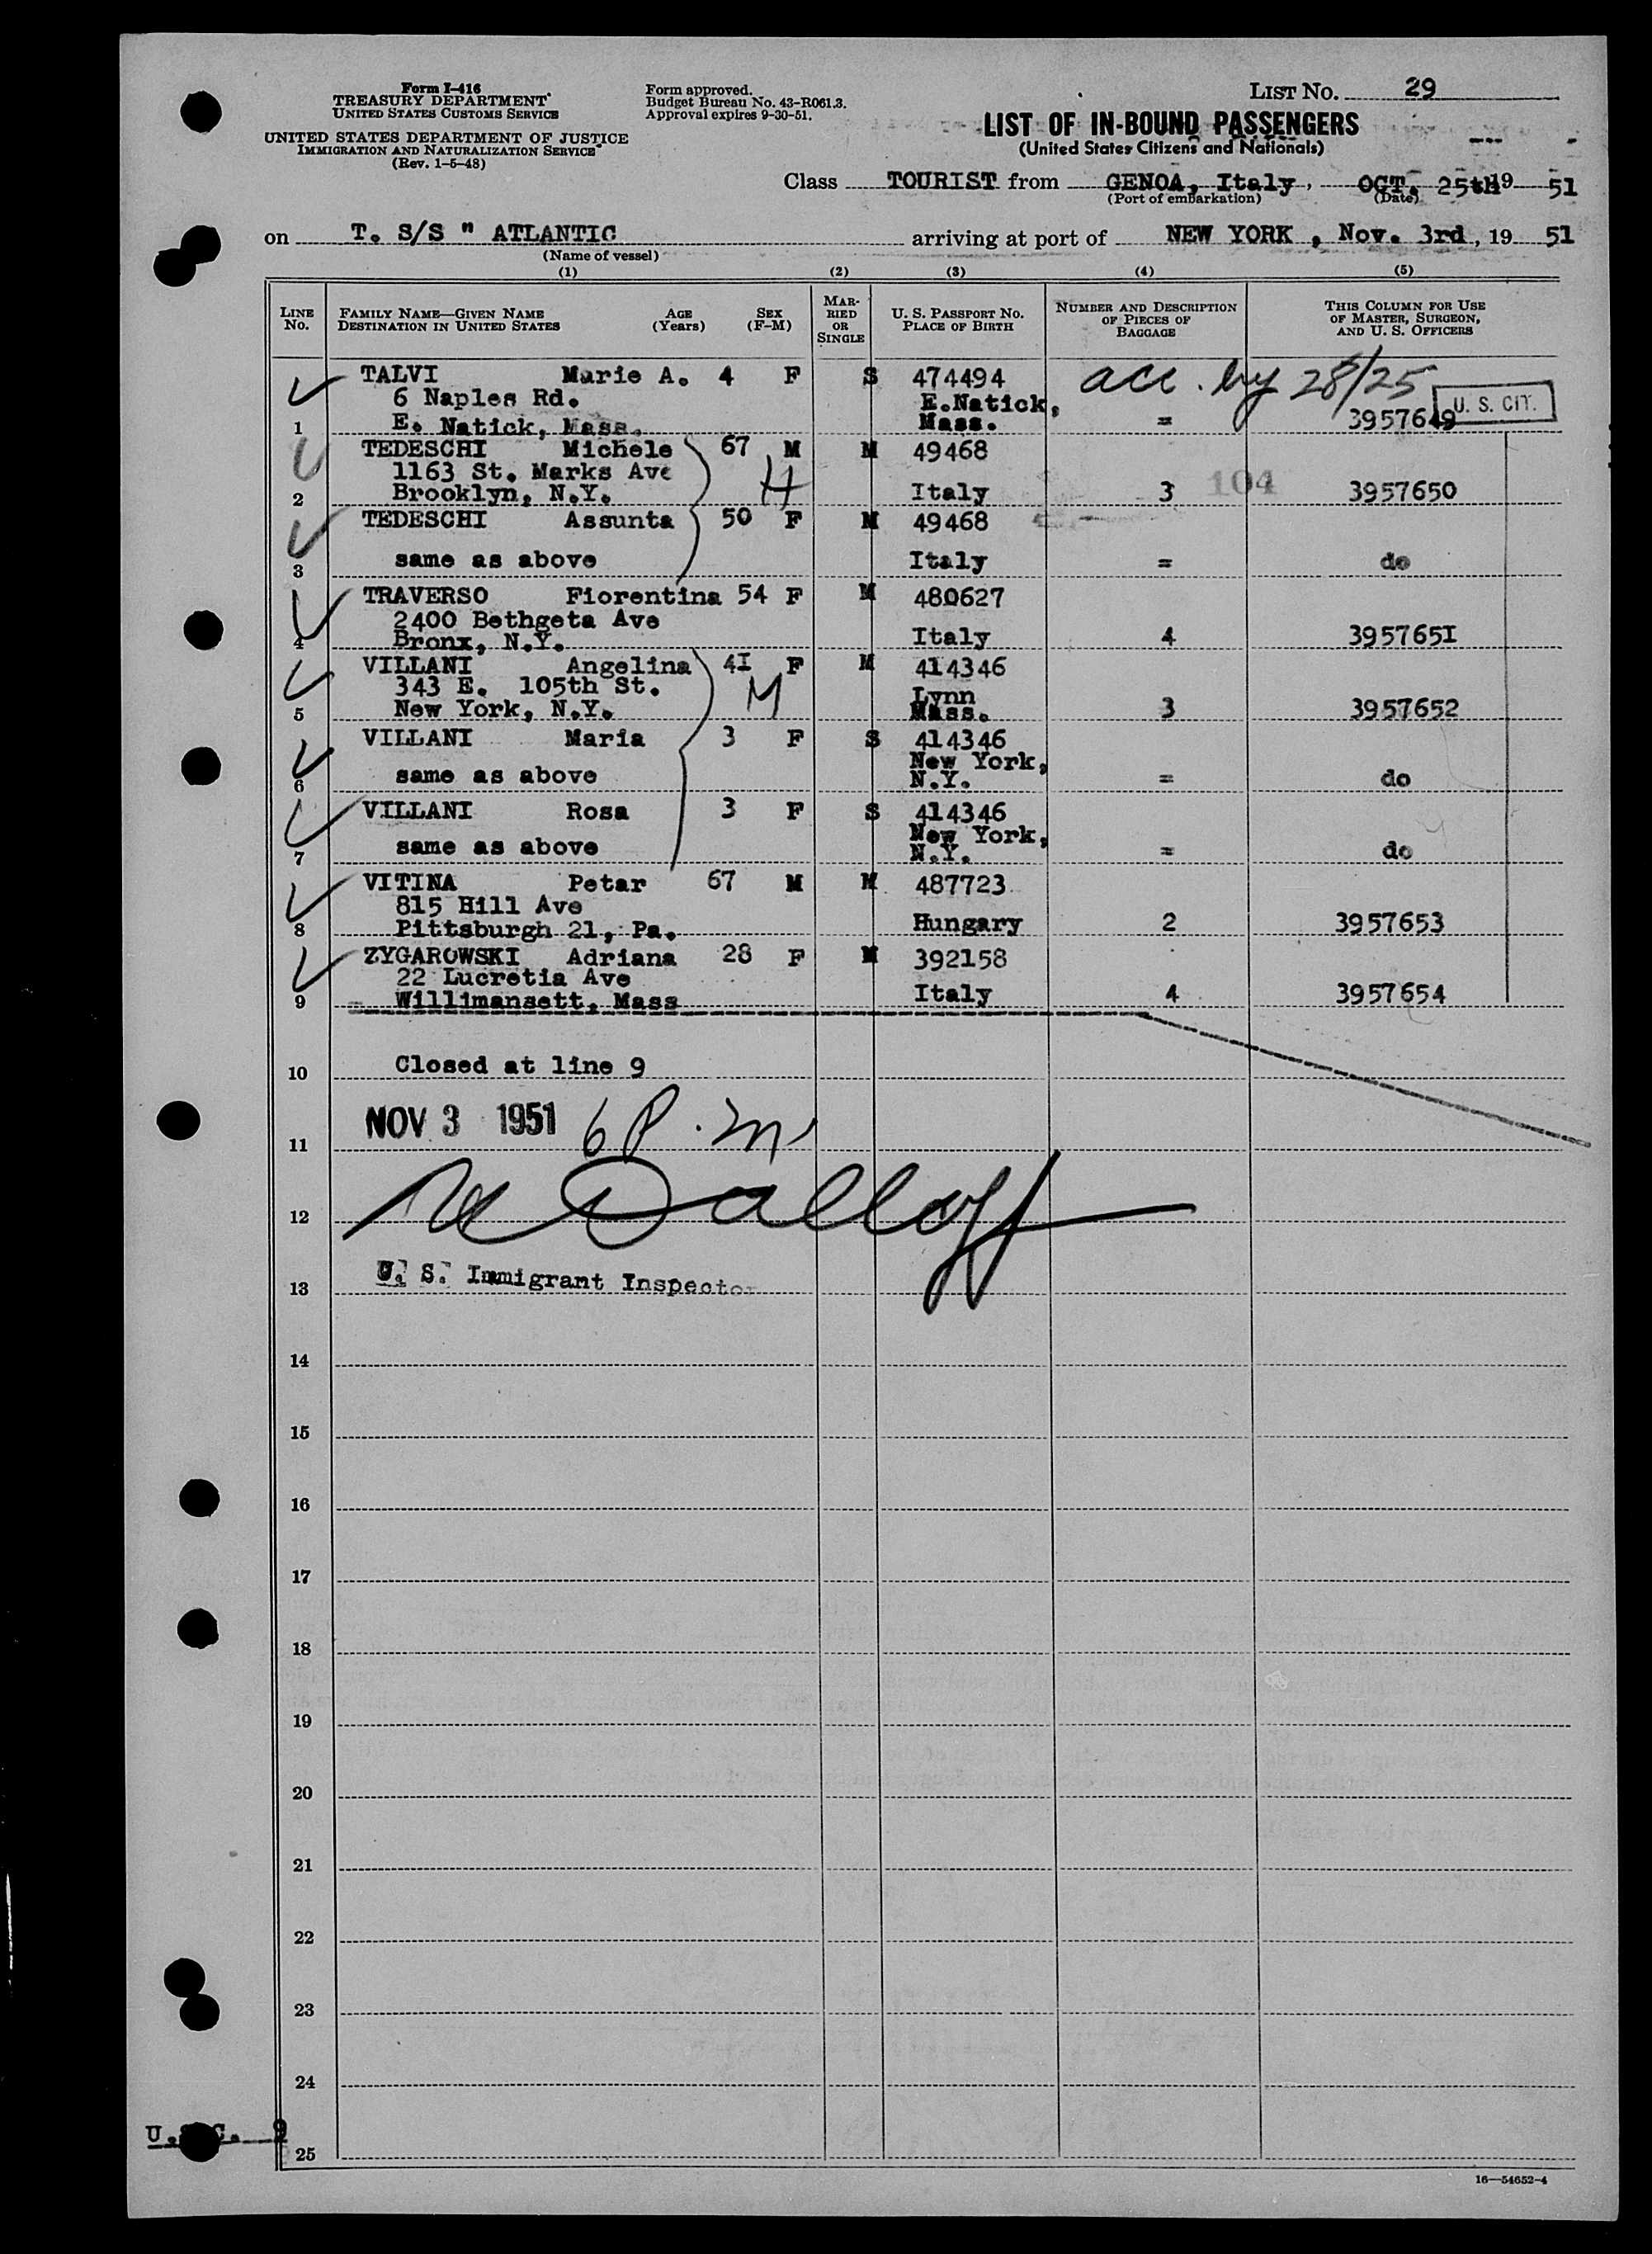 Form I-416
TREASURY DEPARTMENT
UNITED STATES CUSTOMS SERVICE
UNITED STATES DEPARTMENT OF JUSTICE
IMMIGRATION AND NATURALIZATION SERVICE
(Rev. 1-5-48)
Form approved.
Budget Bureau No. 43-R061.3.
Approval expires 9-30-51.
LIST NO. 29
LIST OF IN-BOUND PASSENGERS
(United States Citizens and Nationals)
Class TOURIST from GENOA, Italy, OCT. 25th 19 51
(Port of embarkation) (Date)
on T. S/S " ATLANTIC arriving at port of NEW YORK, Nov. 3rd, 19 51
(Name of vessel)
(1) (2) (3) (4) (5)
LINE NO. FAMILY NAME—GIVEN NAME DESTINATION IN UNITED STATES AGE (Years) SEX (F-M) MARRIED OR SINGLE U. S. PASSPORT NO. PLACE OF BIRTH NUMBER AND DESCRIPTION OF PIECES OF BAGGAGE THIS COLUMN FOR USE OF MASTER, SURGEON, AND U. S. OFFICERS
TALVI Marie A. 4 F S 474494 acc. by 28/25
6 Naples Rd. E.Natick, U. S. CIT.
1 E. Natick, Mass. Mass. = 3957649
TEDESCHI Michele 67 M M 49468
1163 St. Marks Ave H 104
2 Brooklyn, N.Y. Italy 3 3957650
TEDESCHI Assunta 50 F M 49468
3 same as above Italy = do
TRAVERSO Fiorentina 54 F M 480627
2400 Bethgeta Ave
4 Bronx, N.Y. Italy 4 395765I
VILLANI Angelina 4I F M 414346
343 E. 105th St. M Lynn
5 New York, N.Y. Mass. 3 3957652
VILLANI Maria 3 F S 414346
New York,
6 same as above N.Y. = do
VILLANI Rosa 3 F S 414346
New York,
7 same as above N.Y. = do
VITINA Petar 67 M M 487723
815 Hill Ave
8 Pittsburgh 21, Pa. Hungary 2 3957653
ZYGAROWSKI Adriana 28 F M 392158
22 Lucretia Ave
9 Willimansett, Mass Italy 4 3957654
10 Closed at line 9
11 NOV 3 1951 6 P.m
12
13 U. S. Immigrant Inspector
14
15
16
17
18
19
20
21
22
23
24
U.S.C. 9
25
16—54652-4